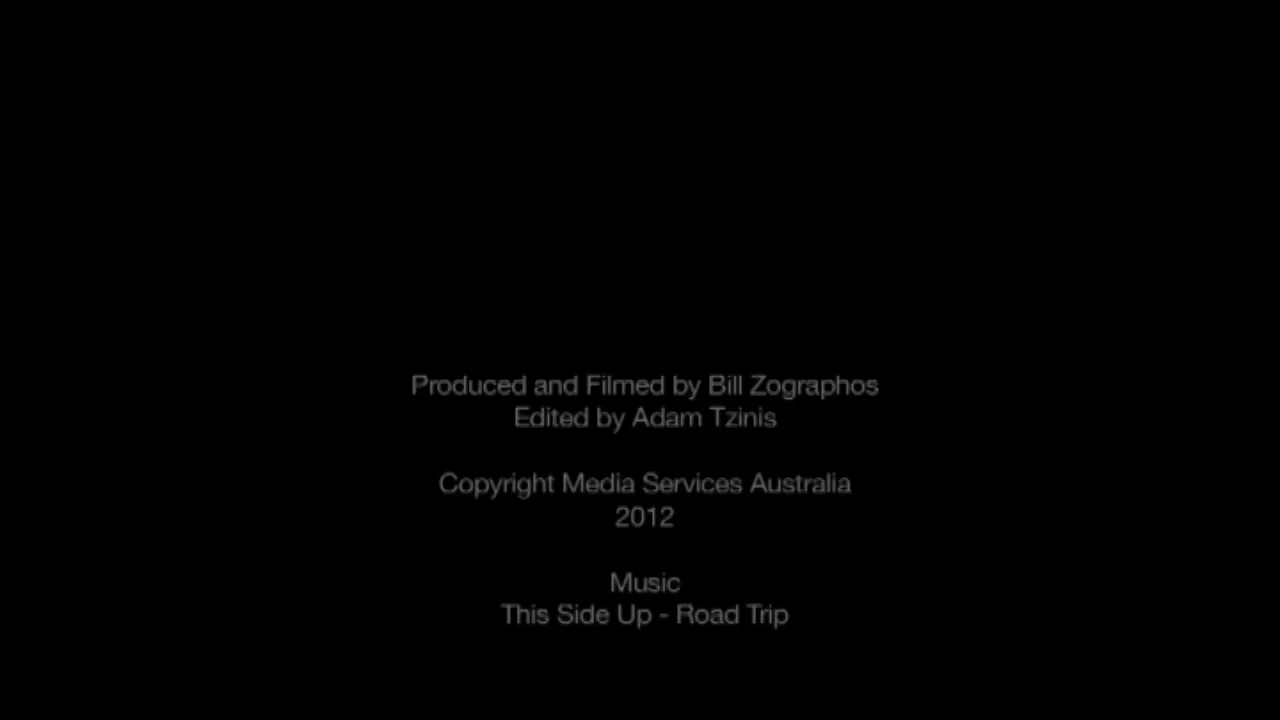 Produced and Filmed by Bill Zographos
Edited by Adam Tzinis
Copyright Media Services Australia
2012
Music
This Side Up - Road Trip